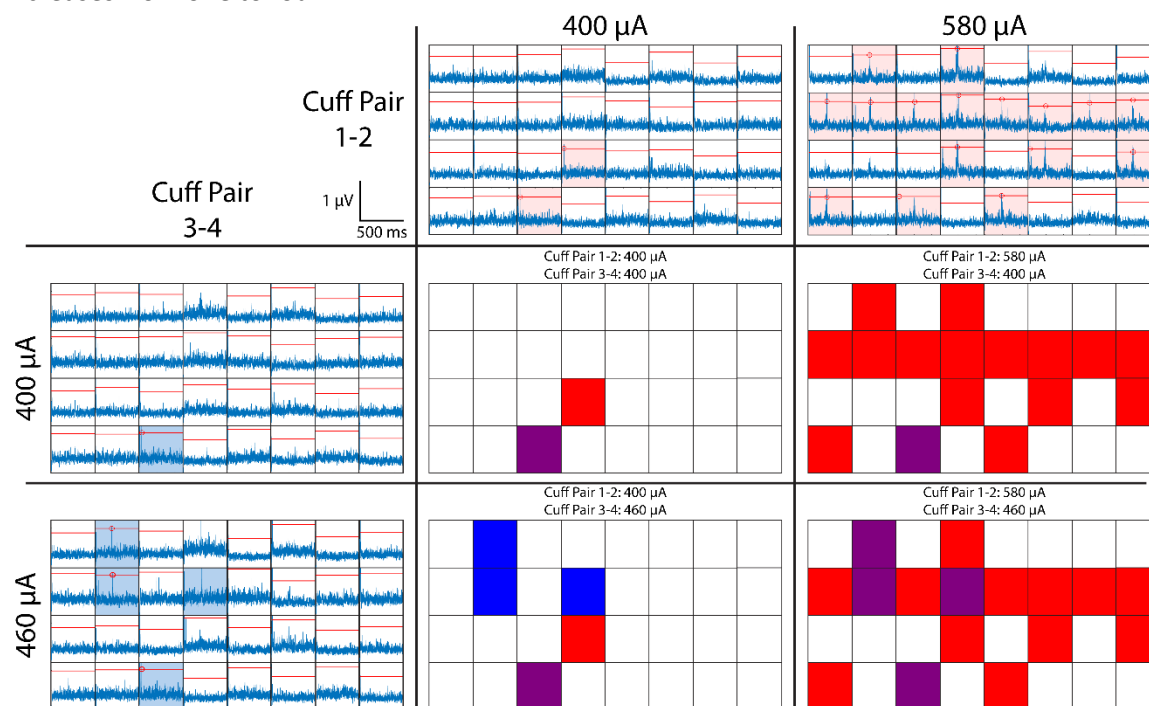 400 µA
580 µA
Cuff Pair
1-2
Cuff Pair
3-4
1 µV
500 ms
400 µA
Cuff Pair 1-2: 400 µA
Cuff Pair 3-4: 400 µA
Cuff Pair 1-2: 580 µA
Cuff Pair 3-4: 400 µA
460 µA
Cuff Pair 1-2: 400 µA
Cuff Pair 3-4: 460 µA
Cuff Pair 1-2: 580 µA
Cuff Pair 3-4: 460 µA